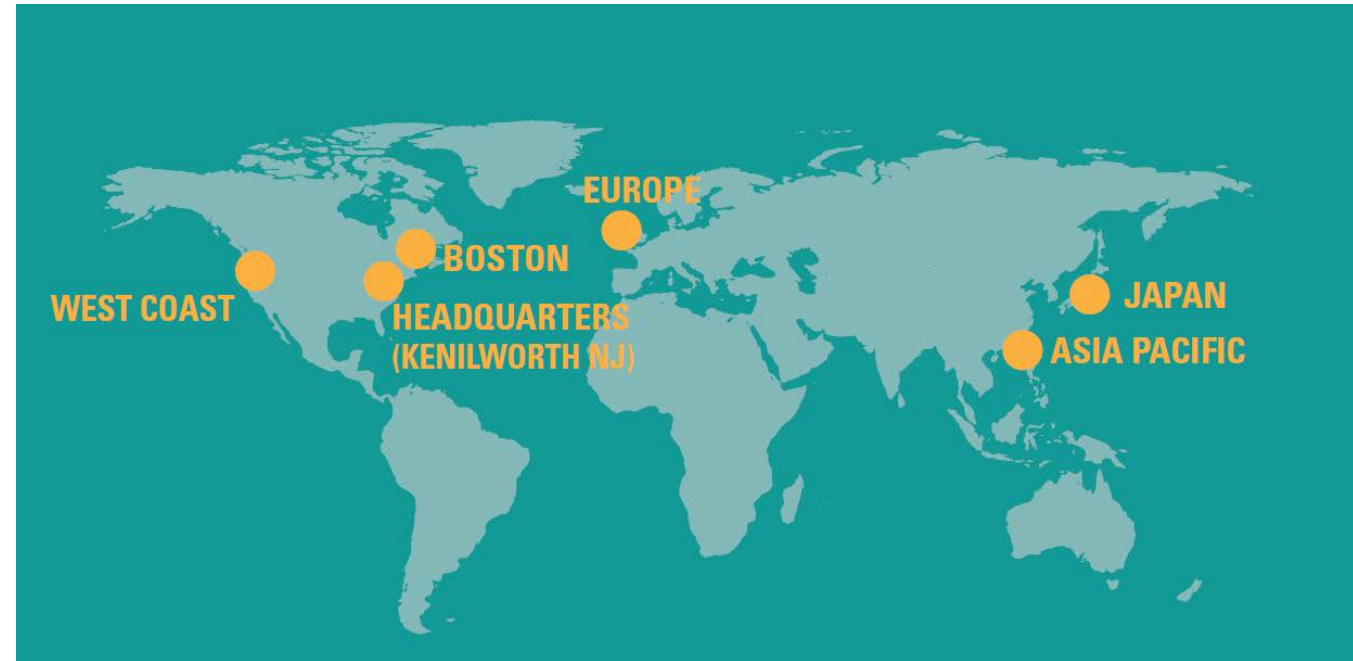 EUROPE
BOSTON
WEST COAST
HEADQUARTERS
(KENILWORTH NJ)
JAPAN
ASIA PACIFIC